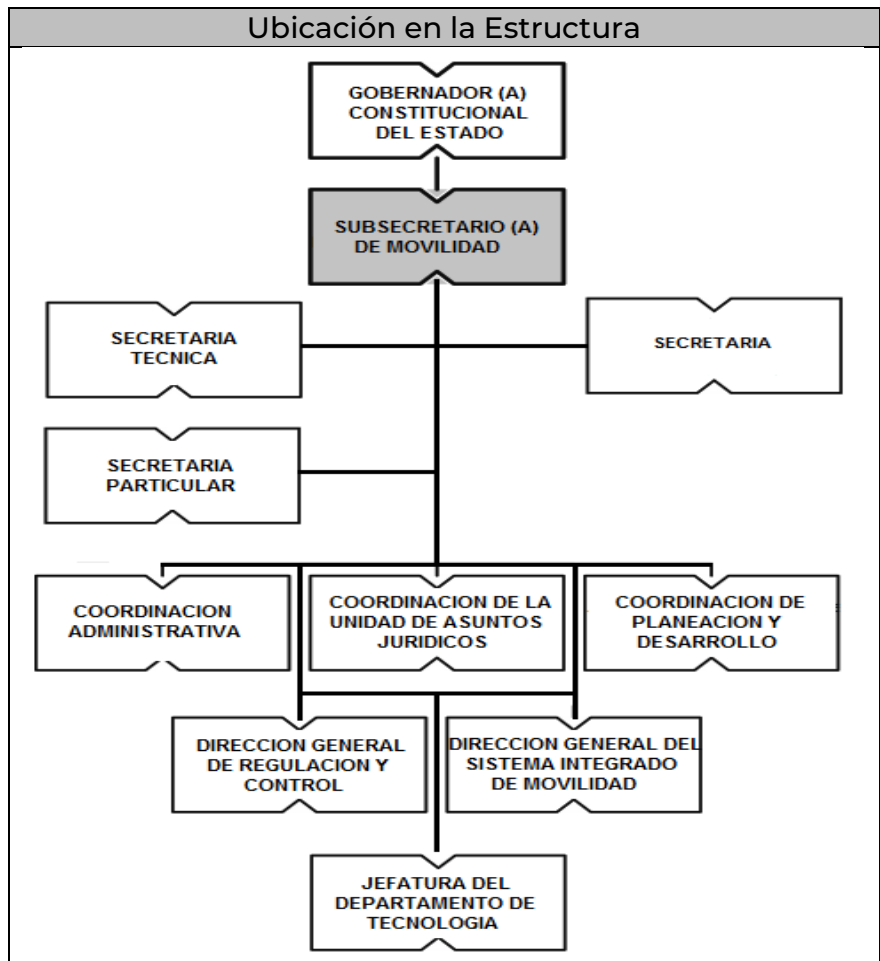 Ubicación en la Estructura
GOBERNADOR (A)
CONSTITUCIONAL
DEL ESTADO
SUBSECRETARIO (A)
DE MOVILIDAD
SECRETARIA
TECNICA
SECRETARIA
SECRETARIA
PARTICULAR
COORDINACION
ADMINISTRATIVA
COORDINACION DE LA
UNIDAD DE ASUNTOS
JURIDICOS
COORDINACION DE
PLANEACION Y
DESARROLLO
DIRECCION GENERAL
DE REGULACION Y
CONTROL
DIRECCION GENERAL DEL
SISTEMA INTEGRADO
DE MOVILIDAD
JEFATURA DEL
DEPARTAMENTO DE
TECNOLOGIA